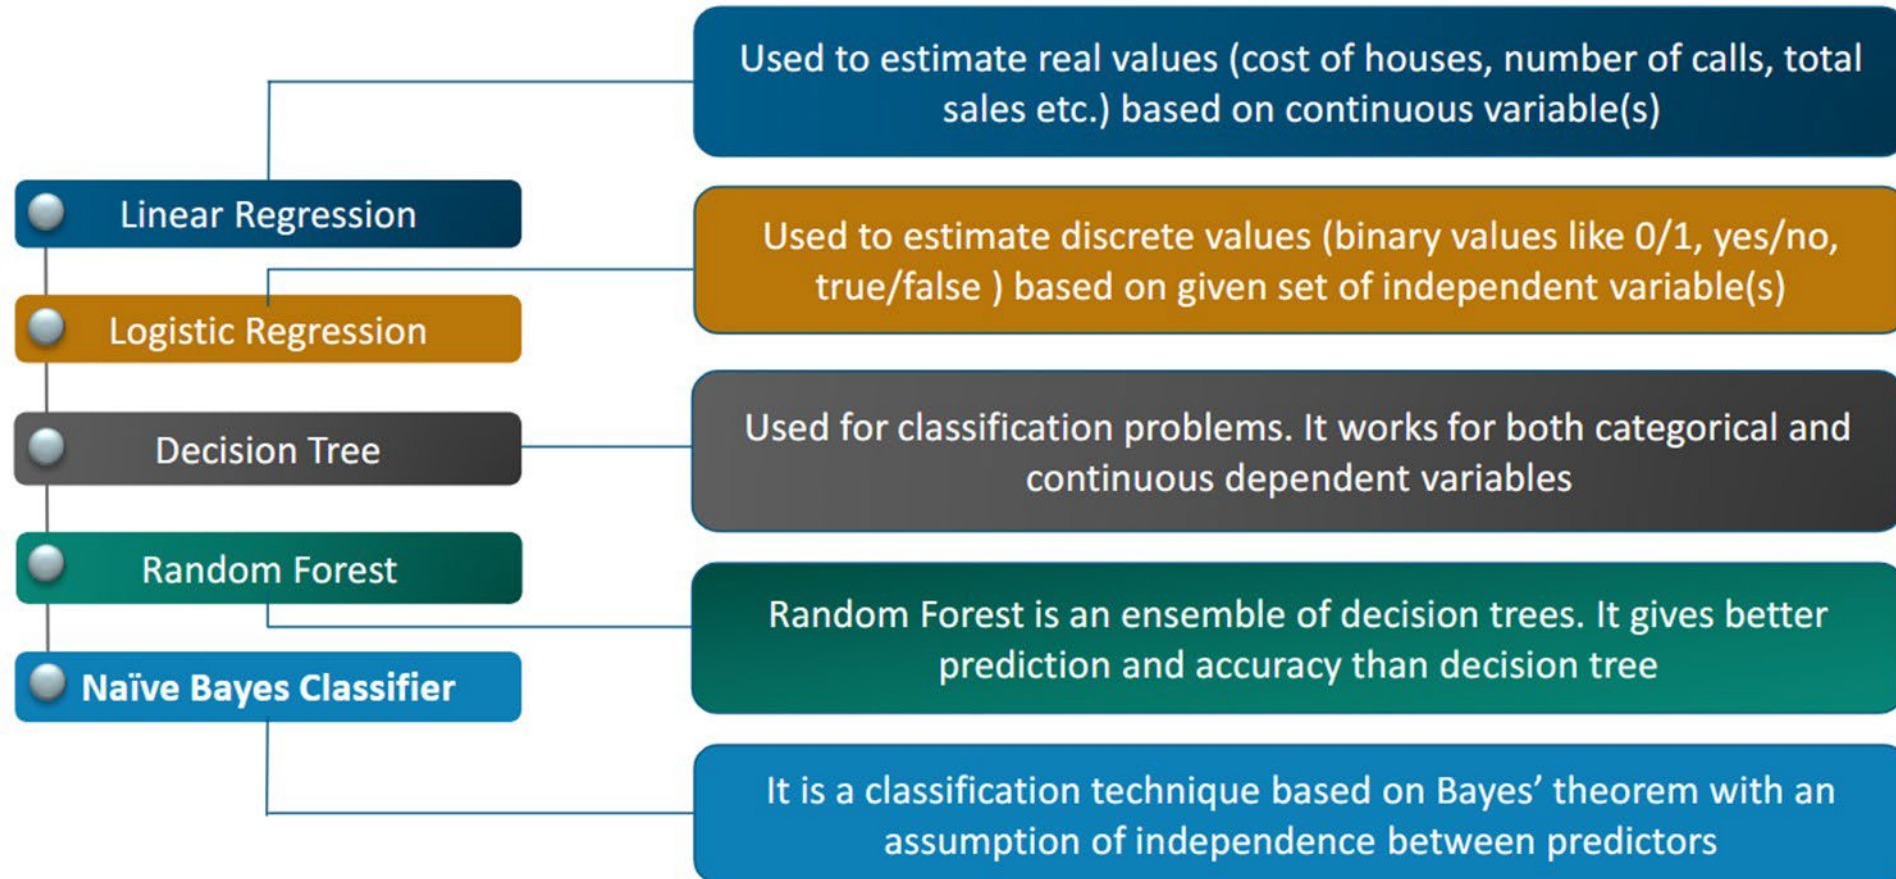 Used to estimate real values (cost of houses, number of calls, total
sales etc.) based on continuous variable(s)
Linear Regression
Used to estimate discrete values (binary values like 0/1, yes/no,
true/false ) based on given set of independent variable(s)
Logistic Regression
Used for classification problems. It works for both categorical and
continuous dependent variables
Decision Tree
Random Forest
Random Forest is an ensemble of decision trees. It gives better
prediction and accuracy than decision tree
Naïve Bayes Classifier
It is a classification technique based on Bayes’ theorem with an
assumption of independence between predictors